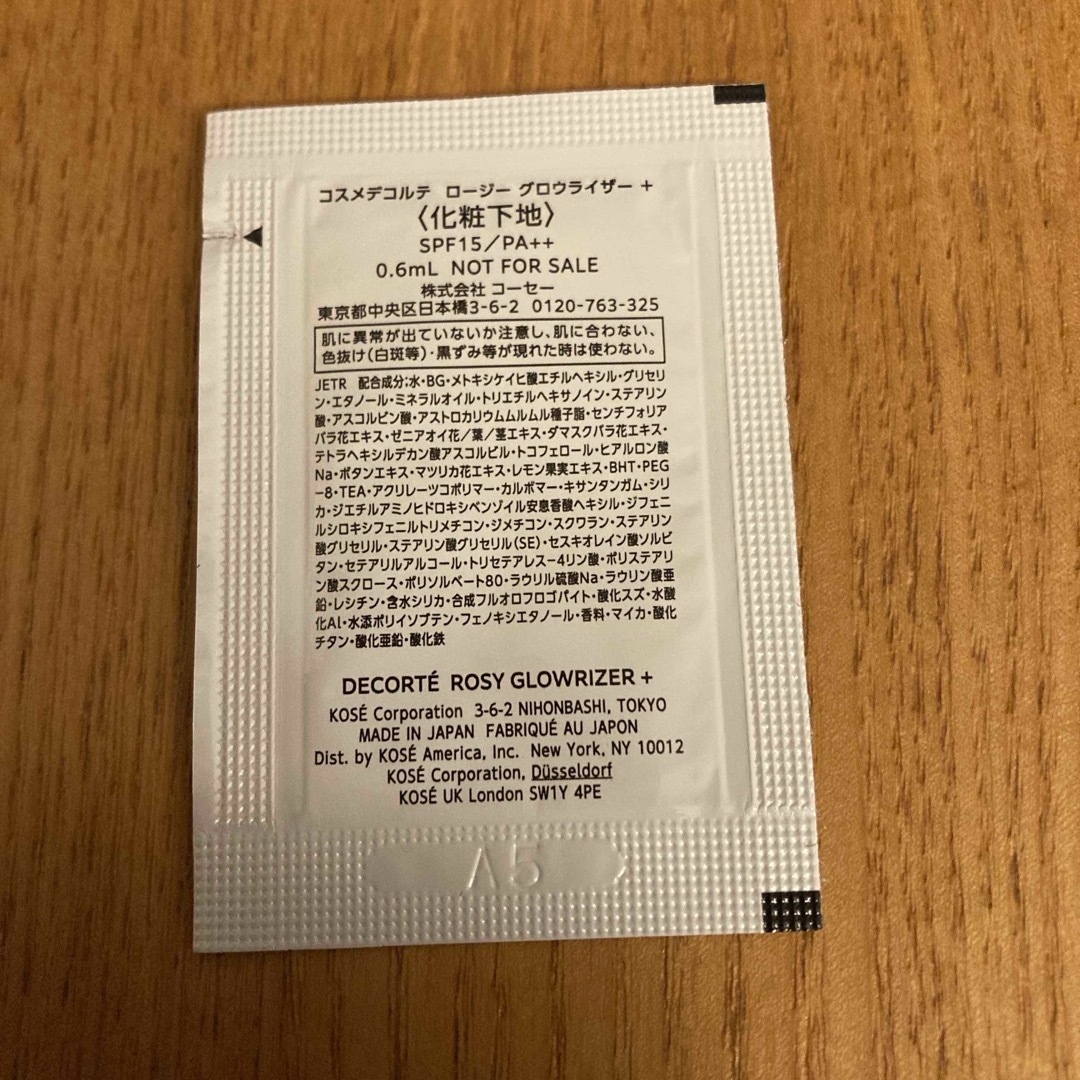 コスメデコルテ ロージー グロウライザー +
〈化粧下地〉
SPF15/PA++
0.6mL NOT FOR SALE
株式会社 コーセー
東京都中央区日本橋3-6-2 0120-763-325
肌に異常が出ていないか注意し、肌に合わない、
色抜け(白斑等)・黒ずみ等が現れた時は使わない。
JETR 配合成分;水・BG・メトキシケイヒ酸エチルヘキシル・グリセリ
ン・エタノール・ミネラルオイル・トリエチルヘキサノイン・ステアリン
酸・アスコルビン酸・アストロカリウムムルムル種子脂・センチフォリア
バラ花エキス・ゼニアオイ花/葉/茎エキス・ダマスクバラ花エキス・
テトラヘキシルデカン酸アスコルビル・トコフェロール・ヒアルロン酸
Na・ボタンエキス・マツリカ花エキス・レモン果実エキス・BHT・PEG
-8・TEA・アクリレーツコポリマー・カルボマー・キサンタンガム・シリ
カ・ジエチルアミノヒドロキシベンゾイル安息香酸ヘキシル・ジフェニ
ルシロキシフェニルトリメチコン・ジメチコン・スクワラン・ステアリン
酸グリセリル・ステアリン酸グリセリル(SE)・セスキオレイン酸ソルビ
タン・セテアリルアルコール・トリセテアレス-4リン酸・ポリステアリ
ン酸スクロース・ポリソルベート80・ラウリル硫酸Na・ラウリン酸亜
鉛・レシチン・含水シリカ・合成フルオロフロゴパイト・酸化スズ・水酸
化Al・水添ポリイソブテン・フェノキシエタノール・香料・マイカ・酸化
チタン・酸化亜鉛・酸化鉄
DECORTÉ ROSY GLOWRIZER +
KOSÉ Corporation 3-6-2 NIHONBASHI, TOKYO
MADE IN JAPAN FABRIQUÉ AU JAPON
Dist. by KOSÉ America, Inc. New York, NY 10012
KOSÉ Corporation, Düsseldorf
KOSÉ UK London SW1Y 4PE
Λ5